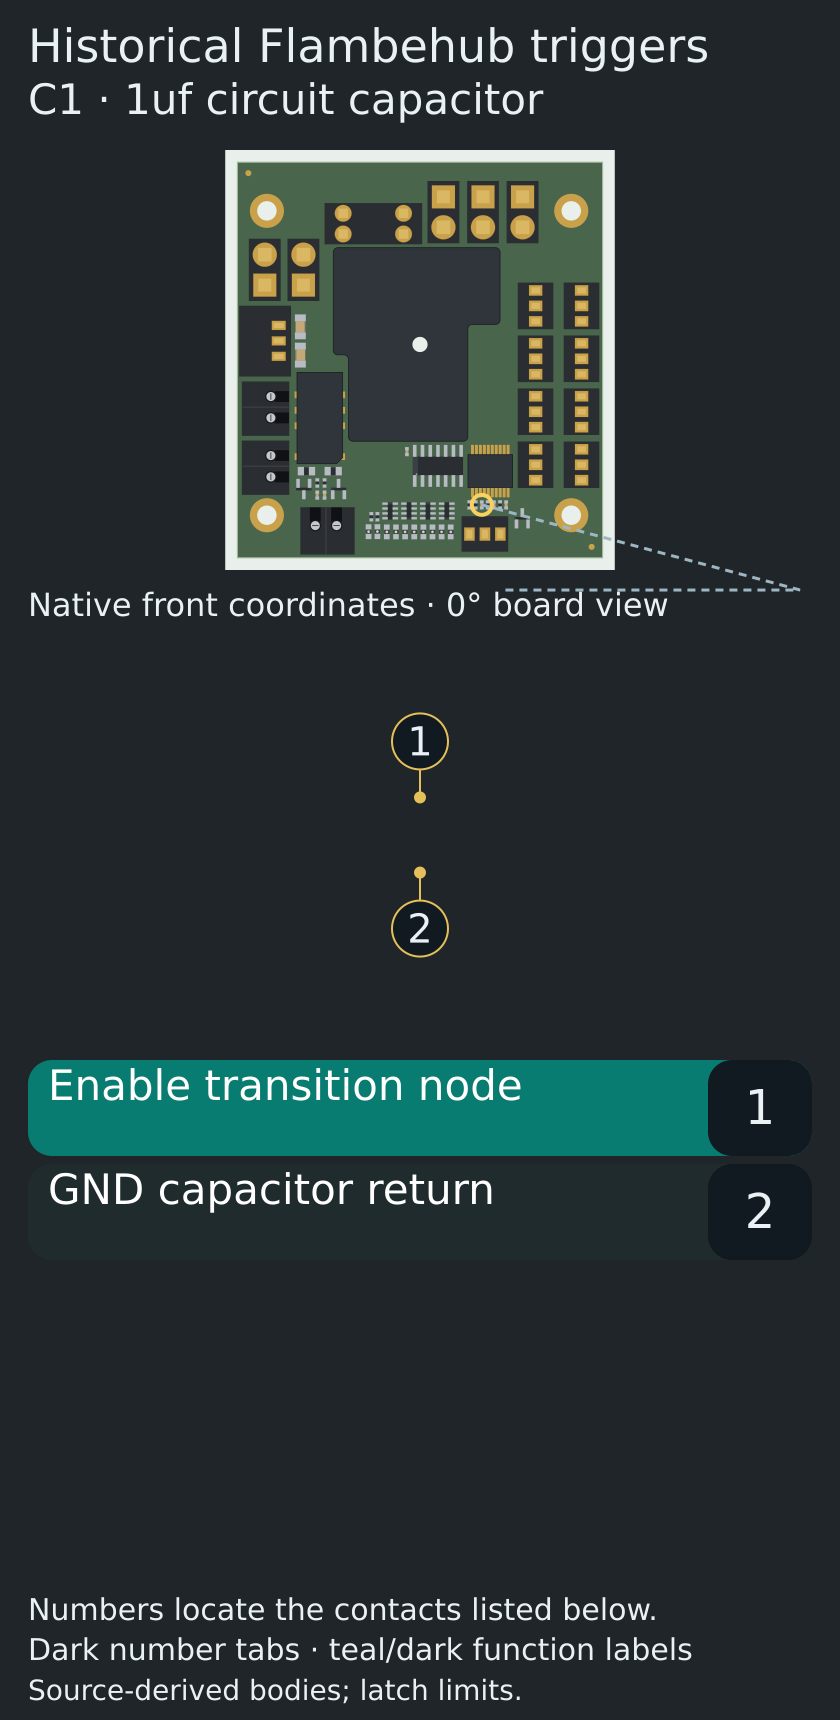 Historical Flambehub triggers
C1 · 1uf circuit capacitor
Native front coordinates · 0° board view
1
2
Enable transition node 1
GND capacitor return 2
Numbers locate the contacts listed below.
Dark number tabs · teal/dark function labels
Source-derived bodies; latch limits.